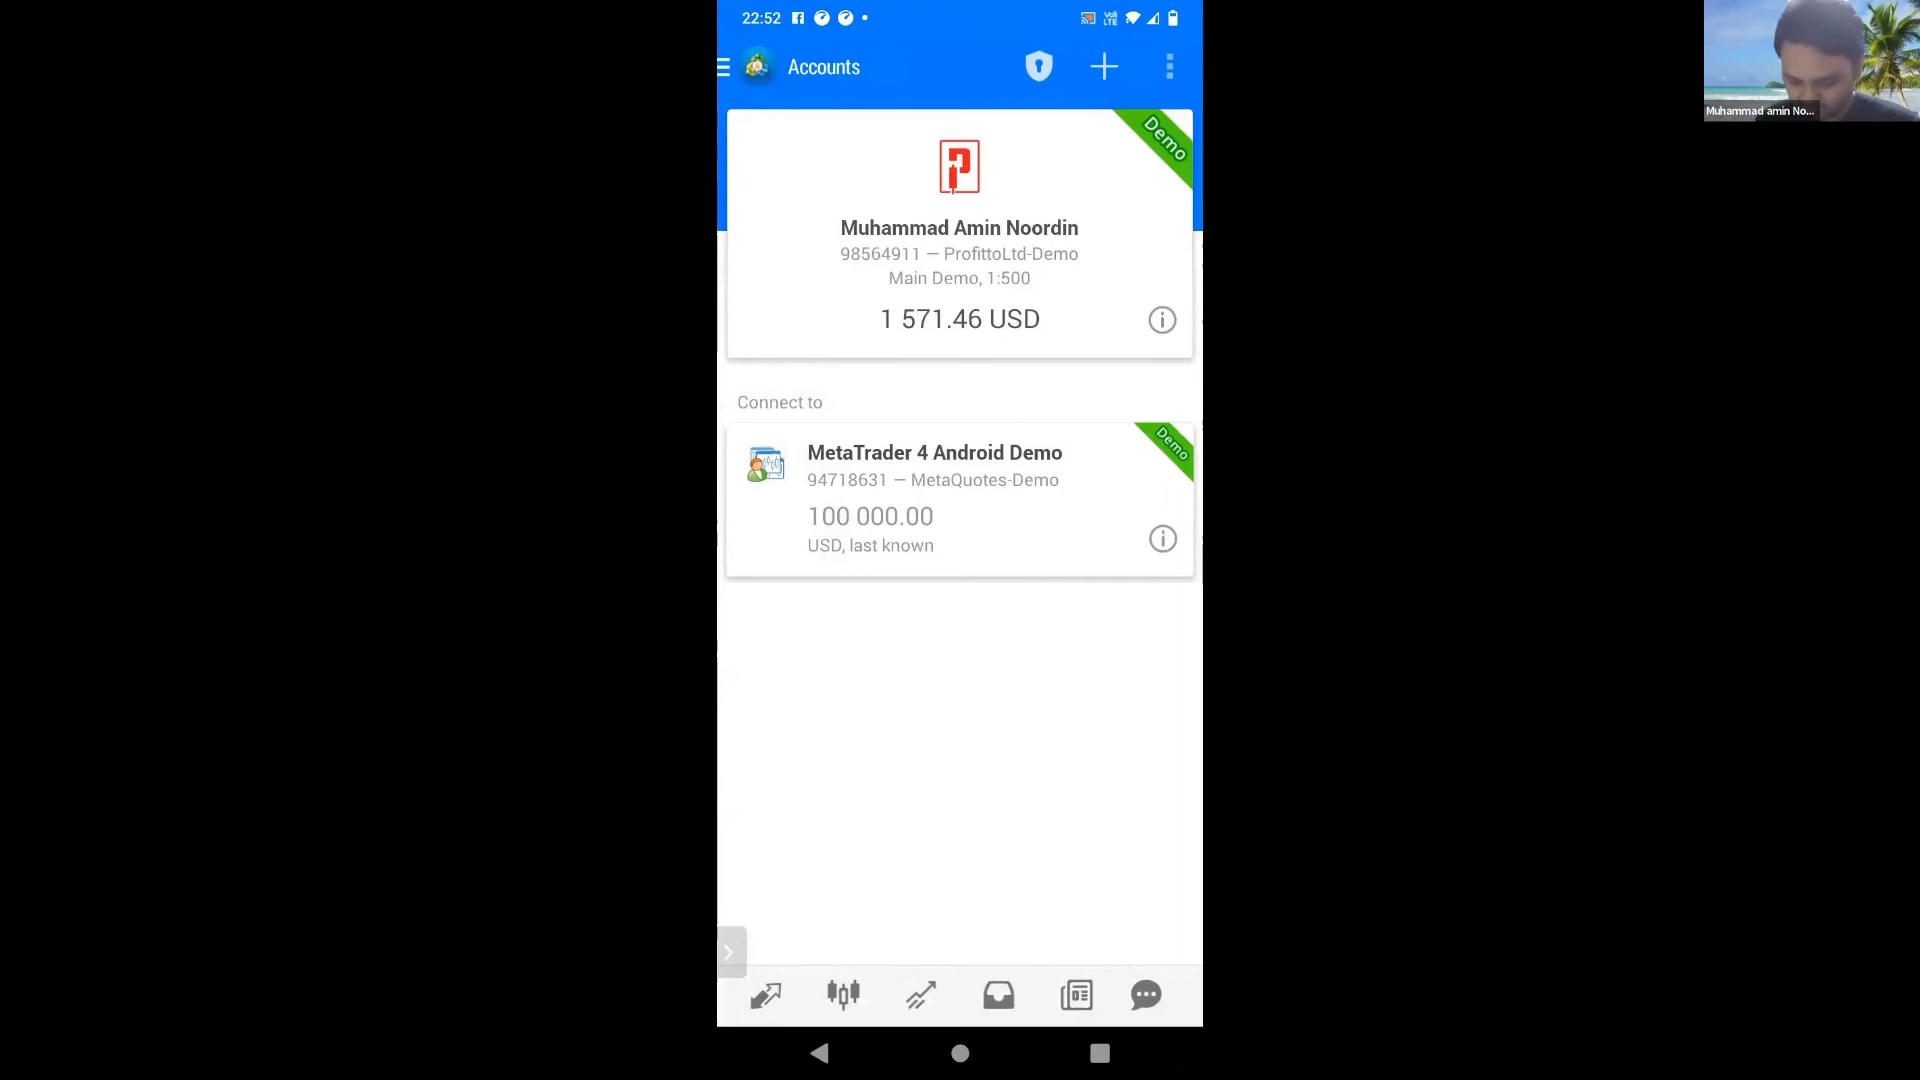 22:52
Accounts
Demo
Muhammad Amin Noordin
98564911 — ProfittoLtd-Demo
Main Demo, 1:500
1 571.46 USD
Connect to
MetaTrader 4 Android Demo
Demo
94718631 — MetaQuotes-Demo
100 000.00
USD, last known
Muhammad amin No...